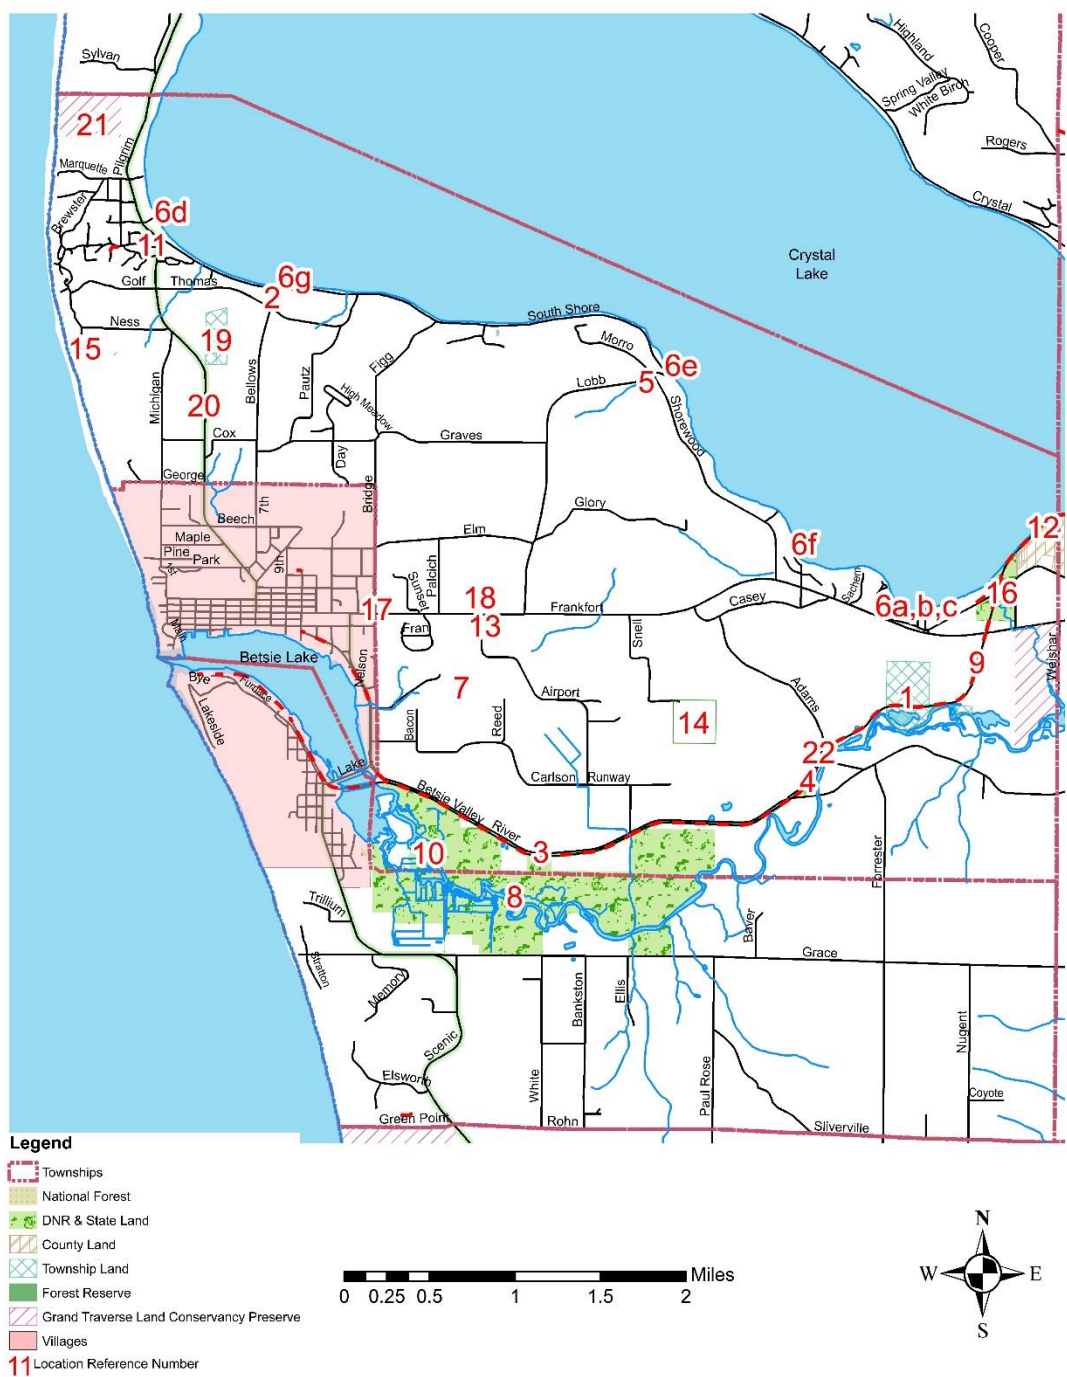 Sylvan
Highland
Cooper
Spring Valley
White Birch
Rogers
21
Pilgrim
Marquette
Crystal
Brewster
6d
11
Crystal
Lake
Golf
Thomas
6g
2
South Shore
Ness
15
19
Morro
6e
Figg
Lobb
5
Michigan
Bellows
Pautz
High Meadow
20
Shorewood
Cox
Graves
Day
George
Bridge
7th
Glory
Beech
Elm
Maple
12
Pine
Park
9th
6f
1st
Palcich
Sunset
Sachem
16
18
Casey
6a,b,c
17
Frankfort
Main
Fran
13
Snell
Betsie Lake
Nelson
Welshar
9
Bye
Furnace
7
Airport
Adams
1
Lakeside
Bacon
Reed
14
22
Lake
Carlson
Runway
4
Betsie Valley
River
10
3
Forrester
8
Trillium
Baver
Grace
Stratton
Memory
Bankston
Ellis
Scenic
Nugent
Elsworth
White
Paul Rose
Coyote
Green Point
Rohn
Sliverville
Legend
Townships
National Forest
DNR & State Land
County Land
Township Land
Forest Reserve
Grand Traverse Land Conservancy Preserve
Villages
11 Location Reference Number
Miles
0 0.25 0.5 1 1.5 2
N
W E
S